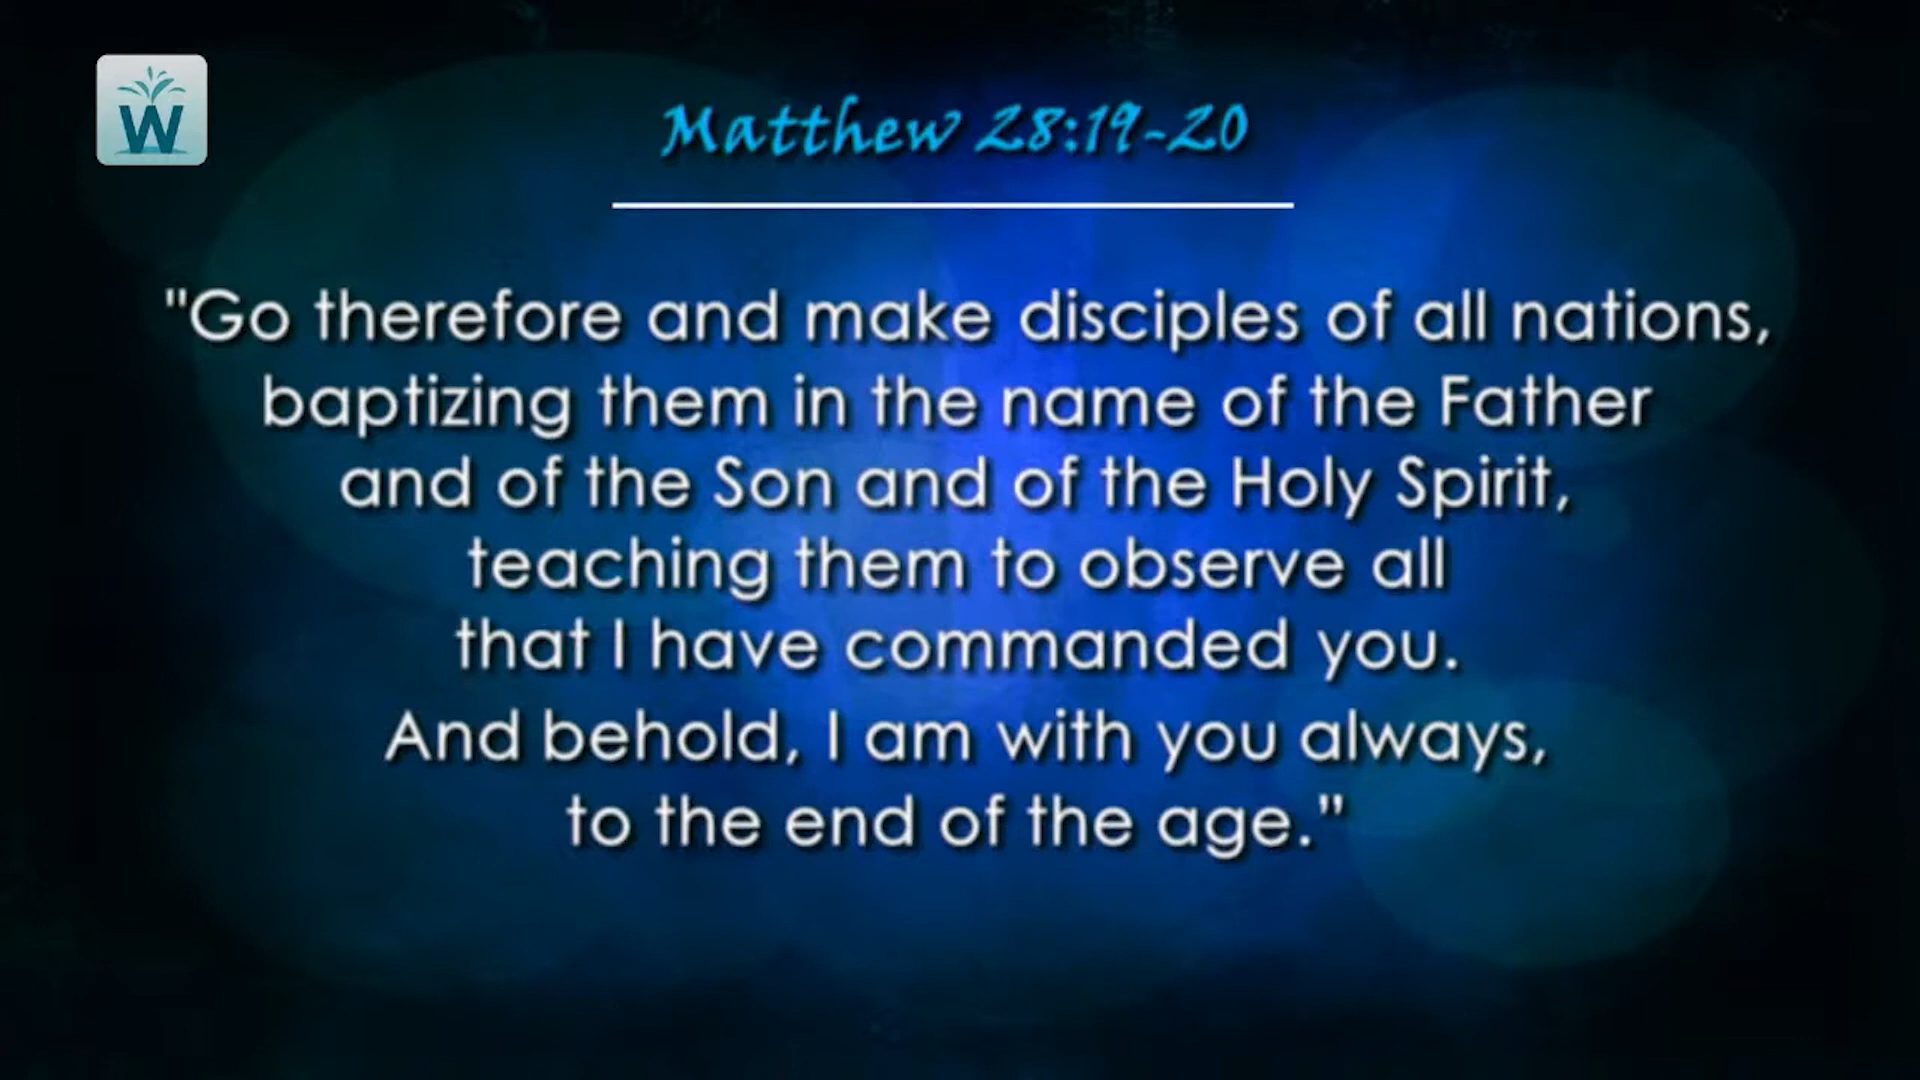 W
Matthew 28:19-20
"Go therefore and make disciples of all nations,
baptizing them in the name of the Father
and of the Son and of the Holy Spirit,
teaching them to observe all
that I have commanded you.
And behold, I am with you always,
to the end of the age."